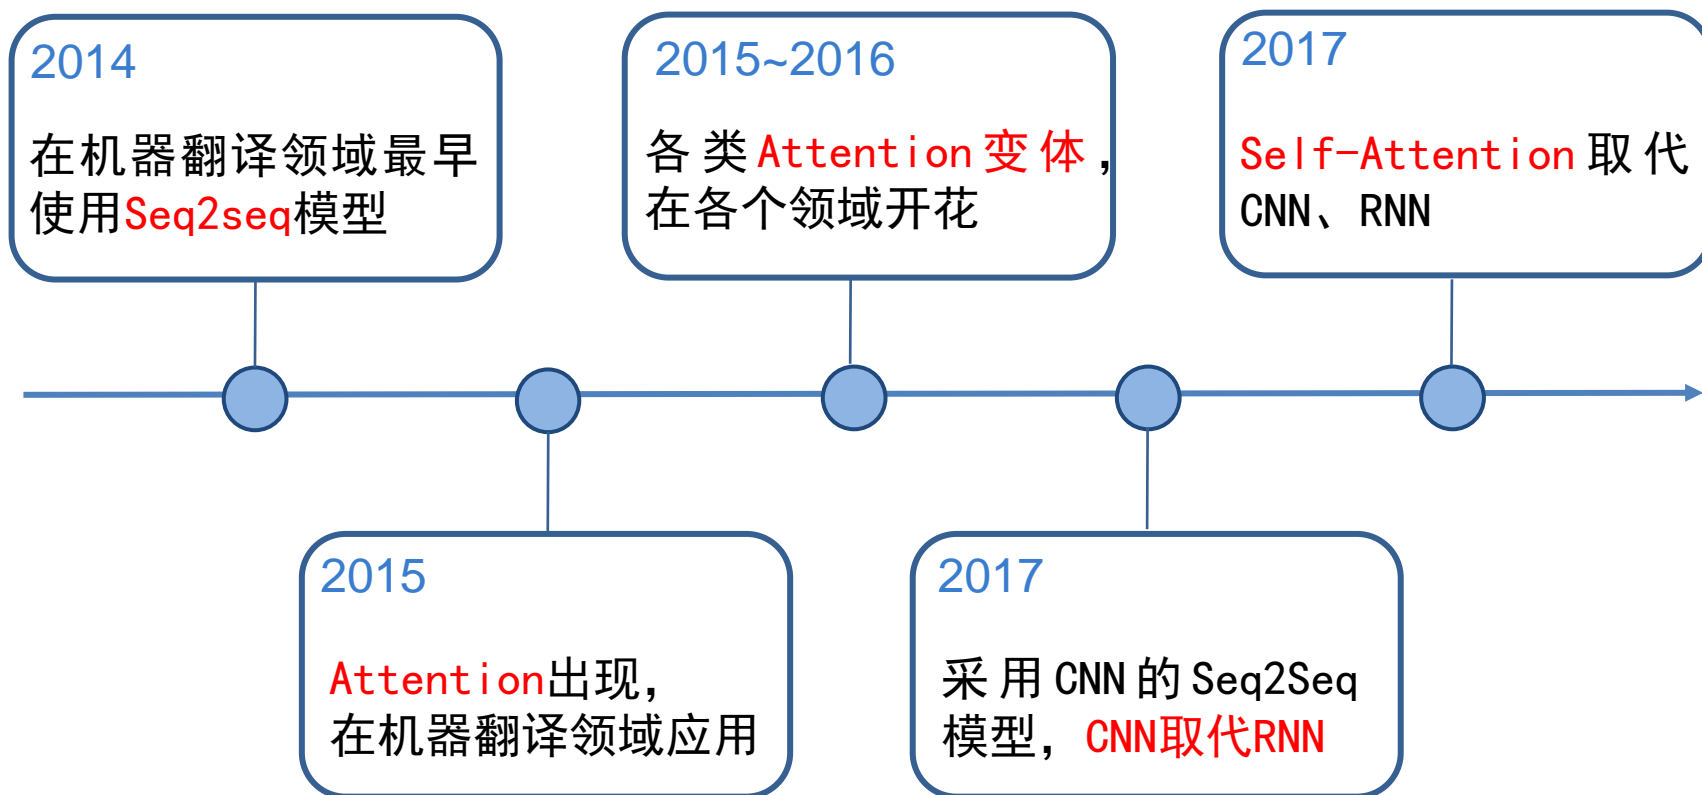 2014
在机器翻译领域最早
使用Seq2seq模型
2015
Attention出现，
在机器翻译领域应用
2015~2016
各类Attention变体，
在各个领域开花
2017
采用CNN的Seq2Seq
模型，CNN取代RNN
2017
Self-Attention取代
CNN、RNN